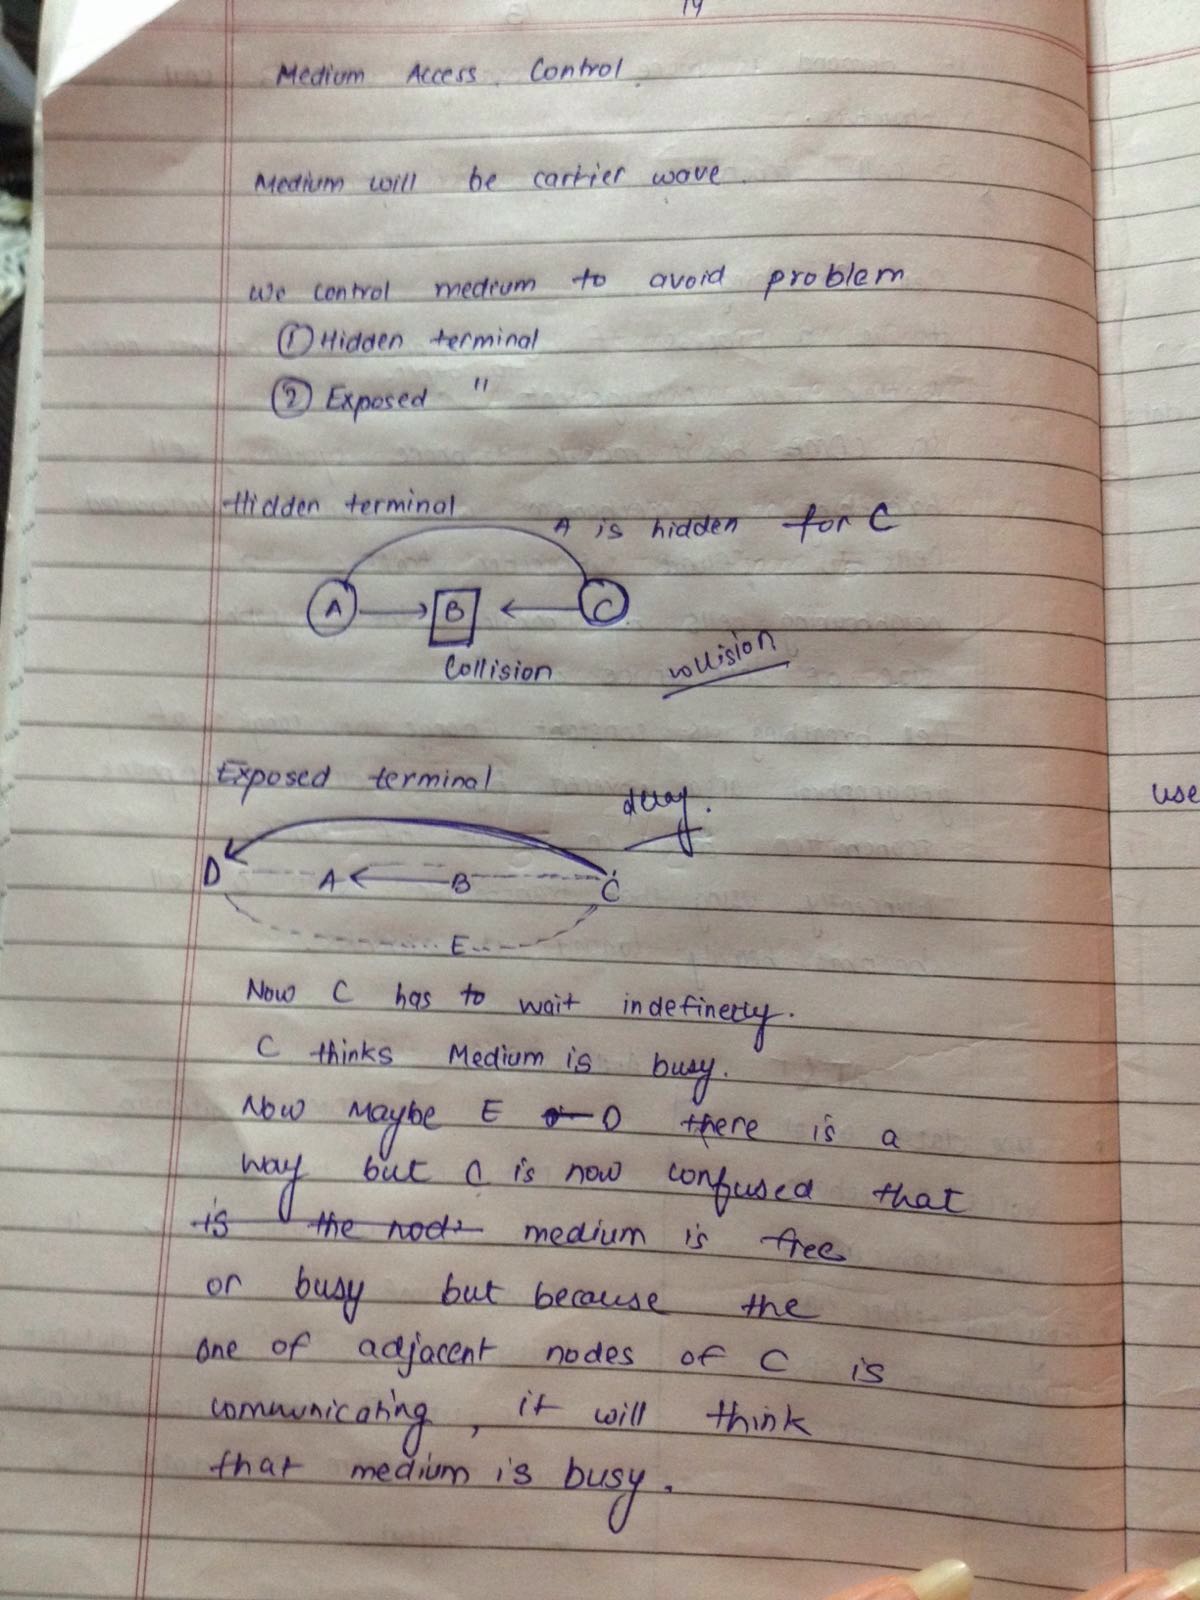 14
Medium Access Control
Medium will be carrier wave.
We control medium to avoid problem
① Hidden terminal
② Exposed "
Hidden terminal
A is hidden for C
A B C
Collision collision
Exposed terminal
delay.
D A B C
E
Now C has to wait indefinetly.
C thinks Medium is busy.
Now Maybe E D there is a
way but C is now confused that
is the node medium is free
or busy but because the
one of adjacent nodes of C is
communicating, it will think
that medium is busy.
use